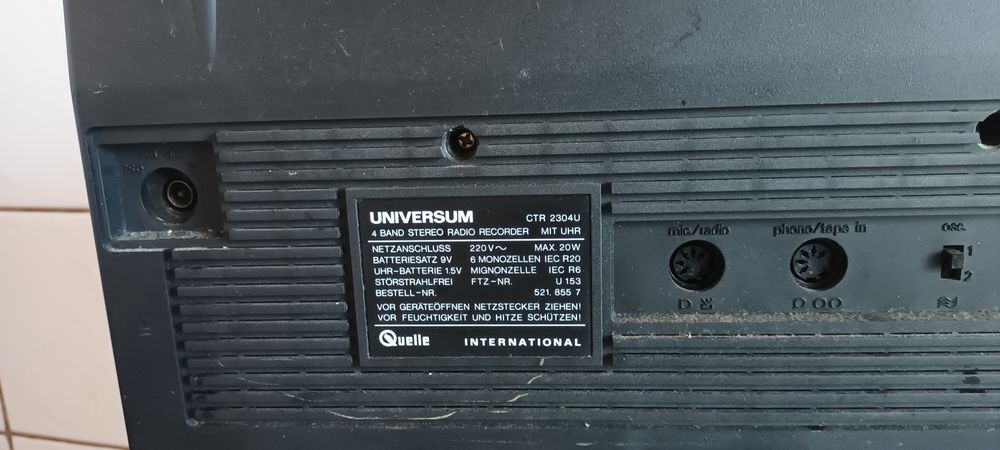 UNIVERSUM CTR 2304U
4 BAND STEREO RADIO RECORDER MIT UHR
NETZANSCHLUSS 220V~ MAX. 20W
BATTERIESATZ 9V 6 MONOZELLEN IEC R20
UHR-BATTERIE 1.5V MIGNONZELLE IEC R6
STÖRSTRAHLFREI FTZ-NR. U 153
BESTELL-NR. 521. 855 7
VOR GERÄTEÖFFNEN NETZSTECKER ZIEHEN!
VOR FEUCHTIGKEIT UND HITZE SCHÜTZEN!
Quelle INTERNATIONAL
mic/radio phono/tape in osc.
1
2